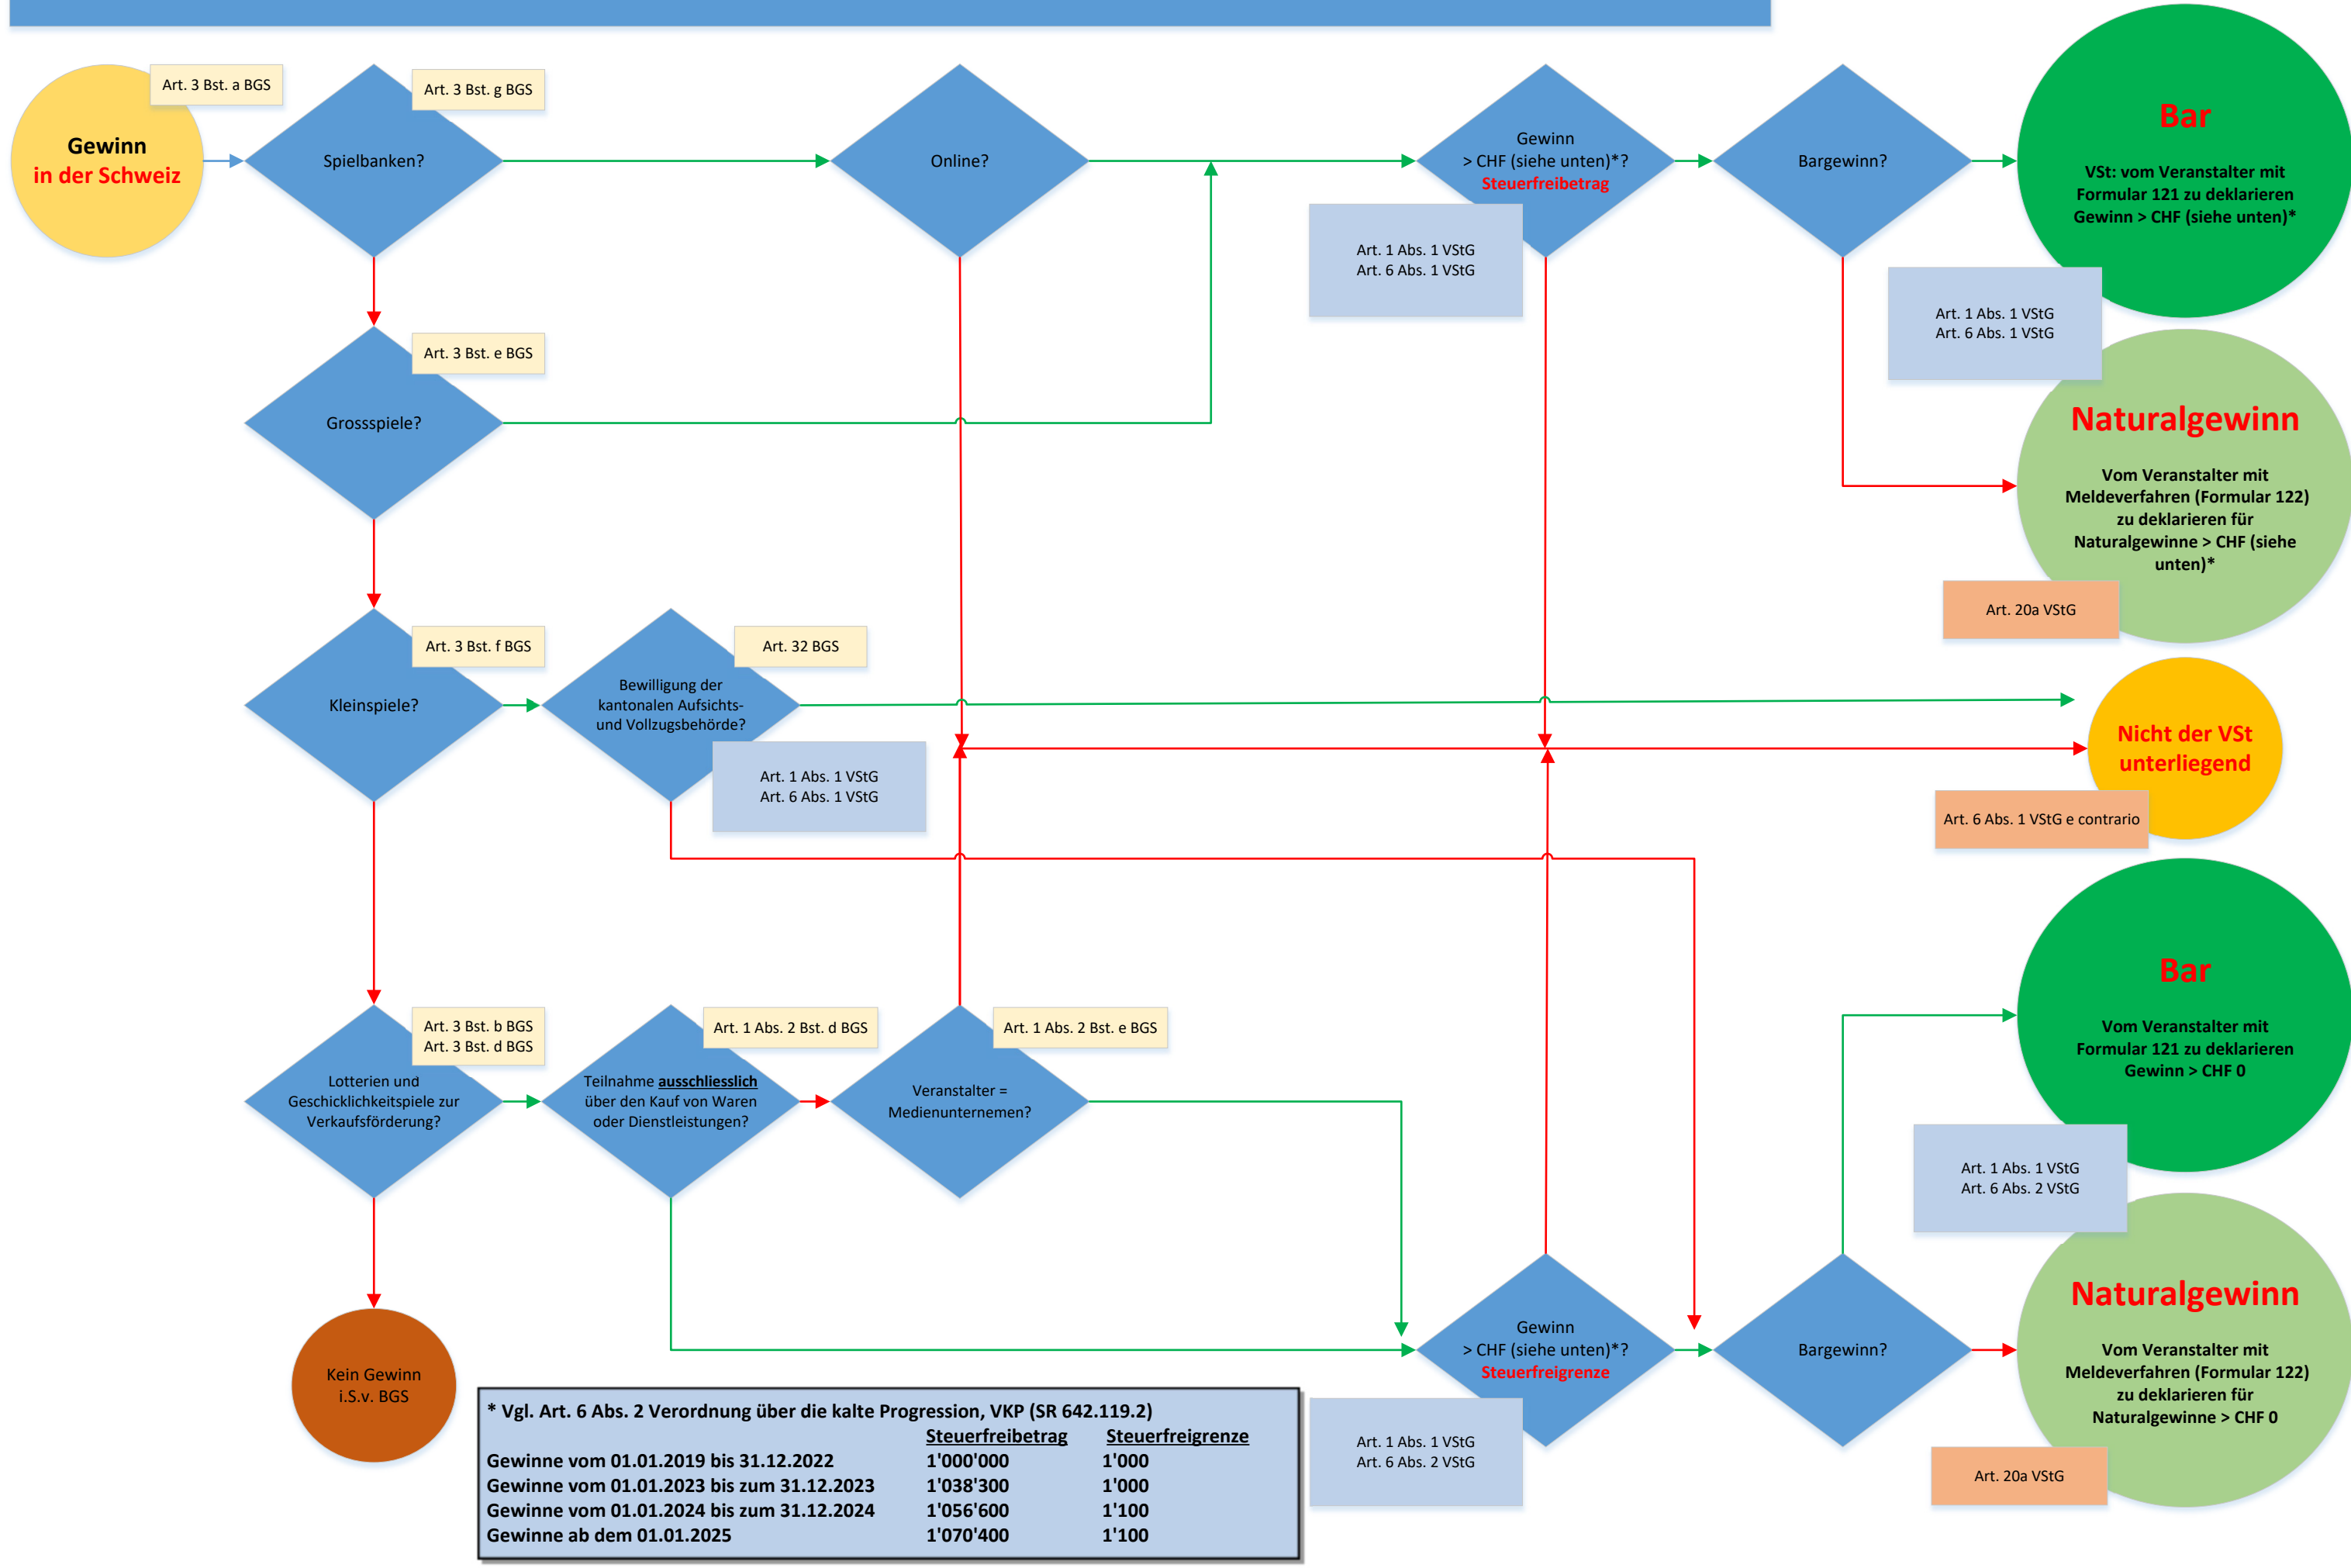 Art. 3 Bst. a BGS
Gewinn
in der Schweiz
Art. 3 Bst. g BGS
Spielbanken?
Online?
Gewinn
> CHF (siehe unten)*?
Steuerfreibetrag
Art. 1 Abs. 1 VStG
Art. 6 Abs. 1 VStG
Bargewinn?
Bar
VSt: vom Veranstalter mit
Formular 121 zu deklarieren
Gewinn > CHF (siehe unten)*
Art. 1 Abs. 1 VStG
Art. 6 Abs. 1 VStG
Art. 3 Bst. e BGS
Grossspiele?
Naturalgewinn
Vom Veranstalter mit
Meldeverfahren (Formular 122)
zu deklarieren für
Naturalgewinne > CHF (siehe
unten)*
Art. 20a VStG
Art. 3 Bst. f BGS
Kleinspiele?
Art. 32 BGS
Bewilligung der
kantonalen Aufsichts-
und Vollzugsbehörde?
Art. 1 Abs. 1 VStG
Art. 6 Abs. 1 VStG
Nicht der VSt
unterliegend
Art. 6 Abs. 1 VStG e contrario
Art. 3 Bst. b BGS
Art. 3 Bst. d BGS
Lotterien und
Geschicklichkeitspiele zur
Verkaufsförderung?
Art. 1 Abs. 2 Bst. d BGS
Teilnahme ausschliesslich
über den Kauf von Waren
oder Dienstleistungen?
Art. 1 Abs. 2 Bst. e BGS
Veranstalter =
Medienunternemen?
Bar
Vom Veranstalter mit
Formular 121 zu deklarieren
Gewinn > CHF 0
Art. 1 Abs. 1 VStG
Art. 6 Abs. 2 VStG
Kein Gewinn
i.S.v. BGS
Gewinn
> CHF (siehe unten)*?
Steuerfreigrenze
Art. 1 Abs. 1 VStG
Art. 6 Abs. 2 VStG
Bargewinn?
Naturalgewinn
Vom Veranstalter mit
Meldeverfahren (Formular 122)
zu deklarieren für
Naturalgewinne > CHF 0
Art. 20a VStG
* Vgl. Art. 6 Abs. 2 Verordnung über die kalte Progression, VKP (SR 642.119.2)
Steuerfreibetrag Steuerfreigrenze
Gewinne vom 01.01.2019 bis 31.12.2022 1'000'000 1'000
Gewinne vom 01.01.2023 bis zum 31.12.2023 1'038'300 1'000
Gewinne vom 01.01.2024 bis zum 31.12.2024 1'056'600 1'100
Gewinne ab dem 01.01.2025 1'070'400 1'100